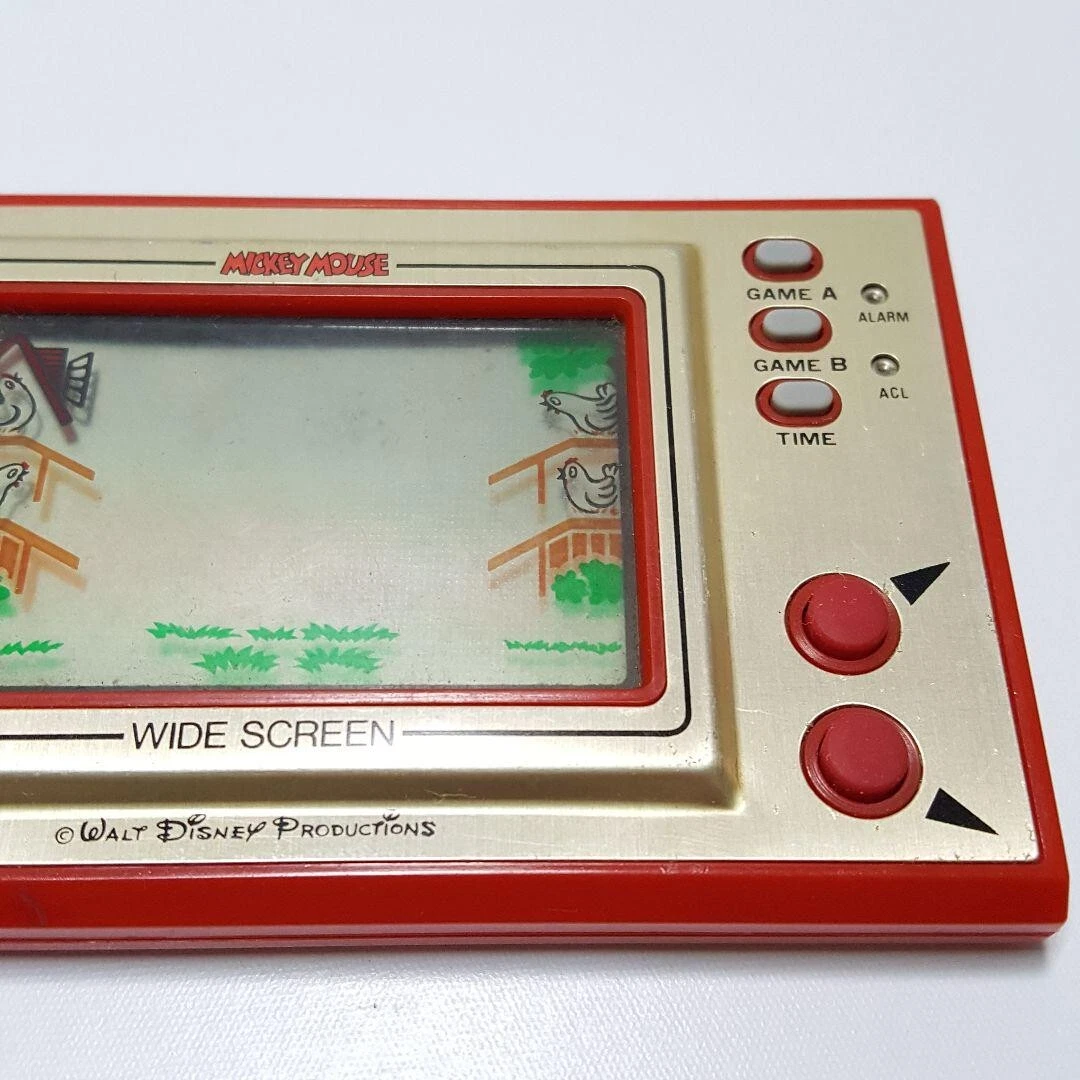 MICKEY MOUSE
GAME A
ALARM
GAME B
ACL
TIME
WIDE SCREEN
© WALT DISNEY PRODUCTIONS